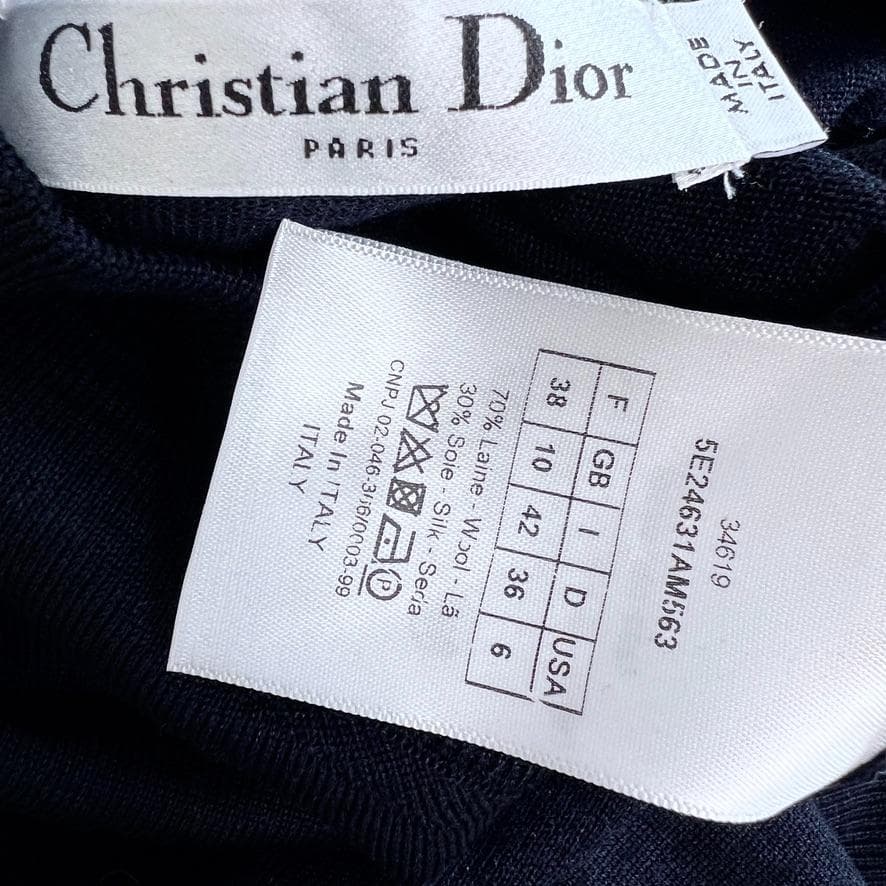 Christian Dior
PARIS
MADE
IN
ITALY
34619
5E24631AM563
F GB I D USA
38 10 42 36 6
70% Laine - Wool - Lã
30% Soie - Silk - Seda
P
CNPJ 02-046-316/0003-99
Made In ITALY
ITALY